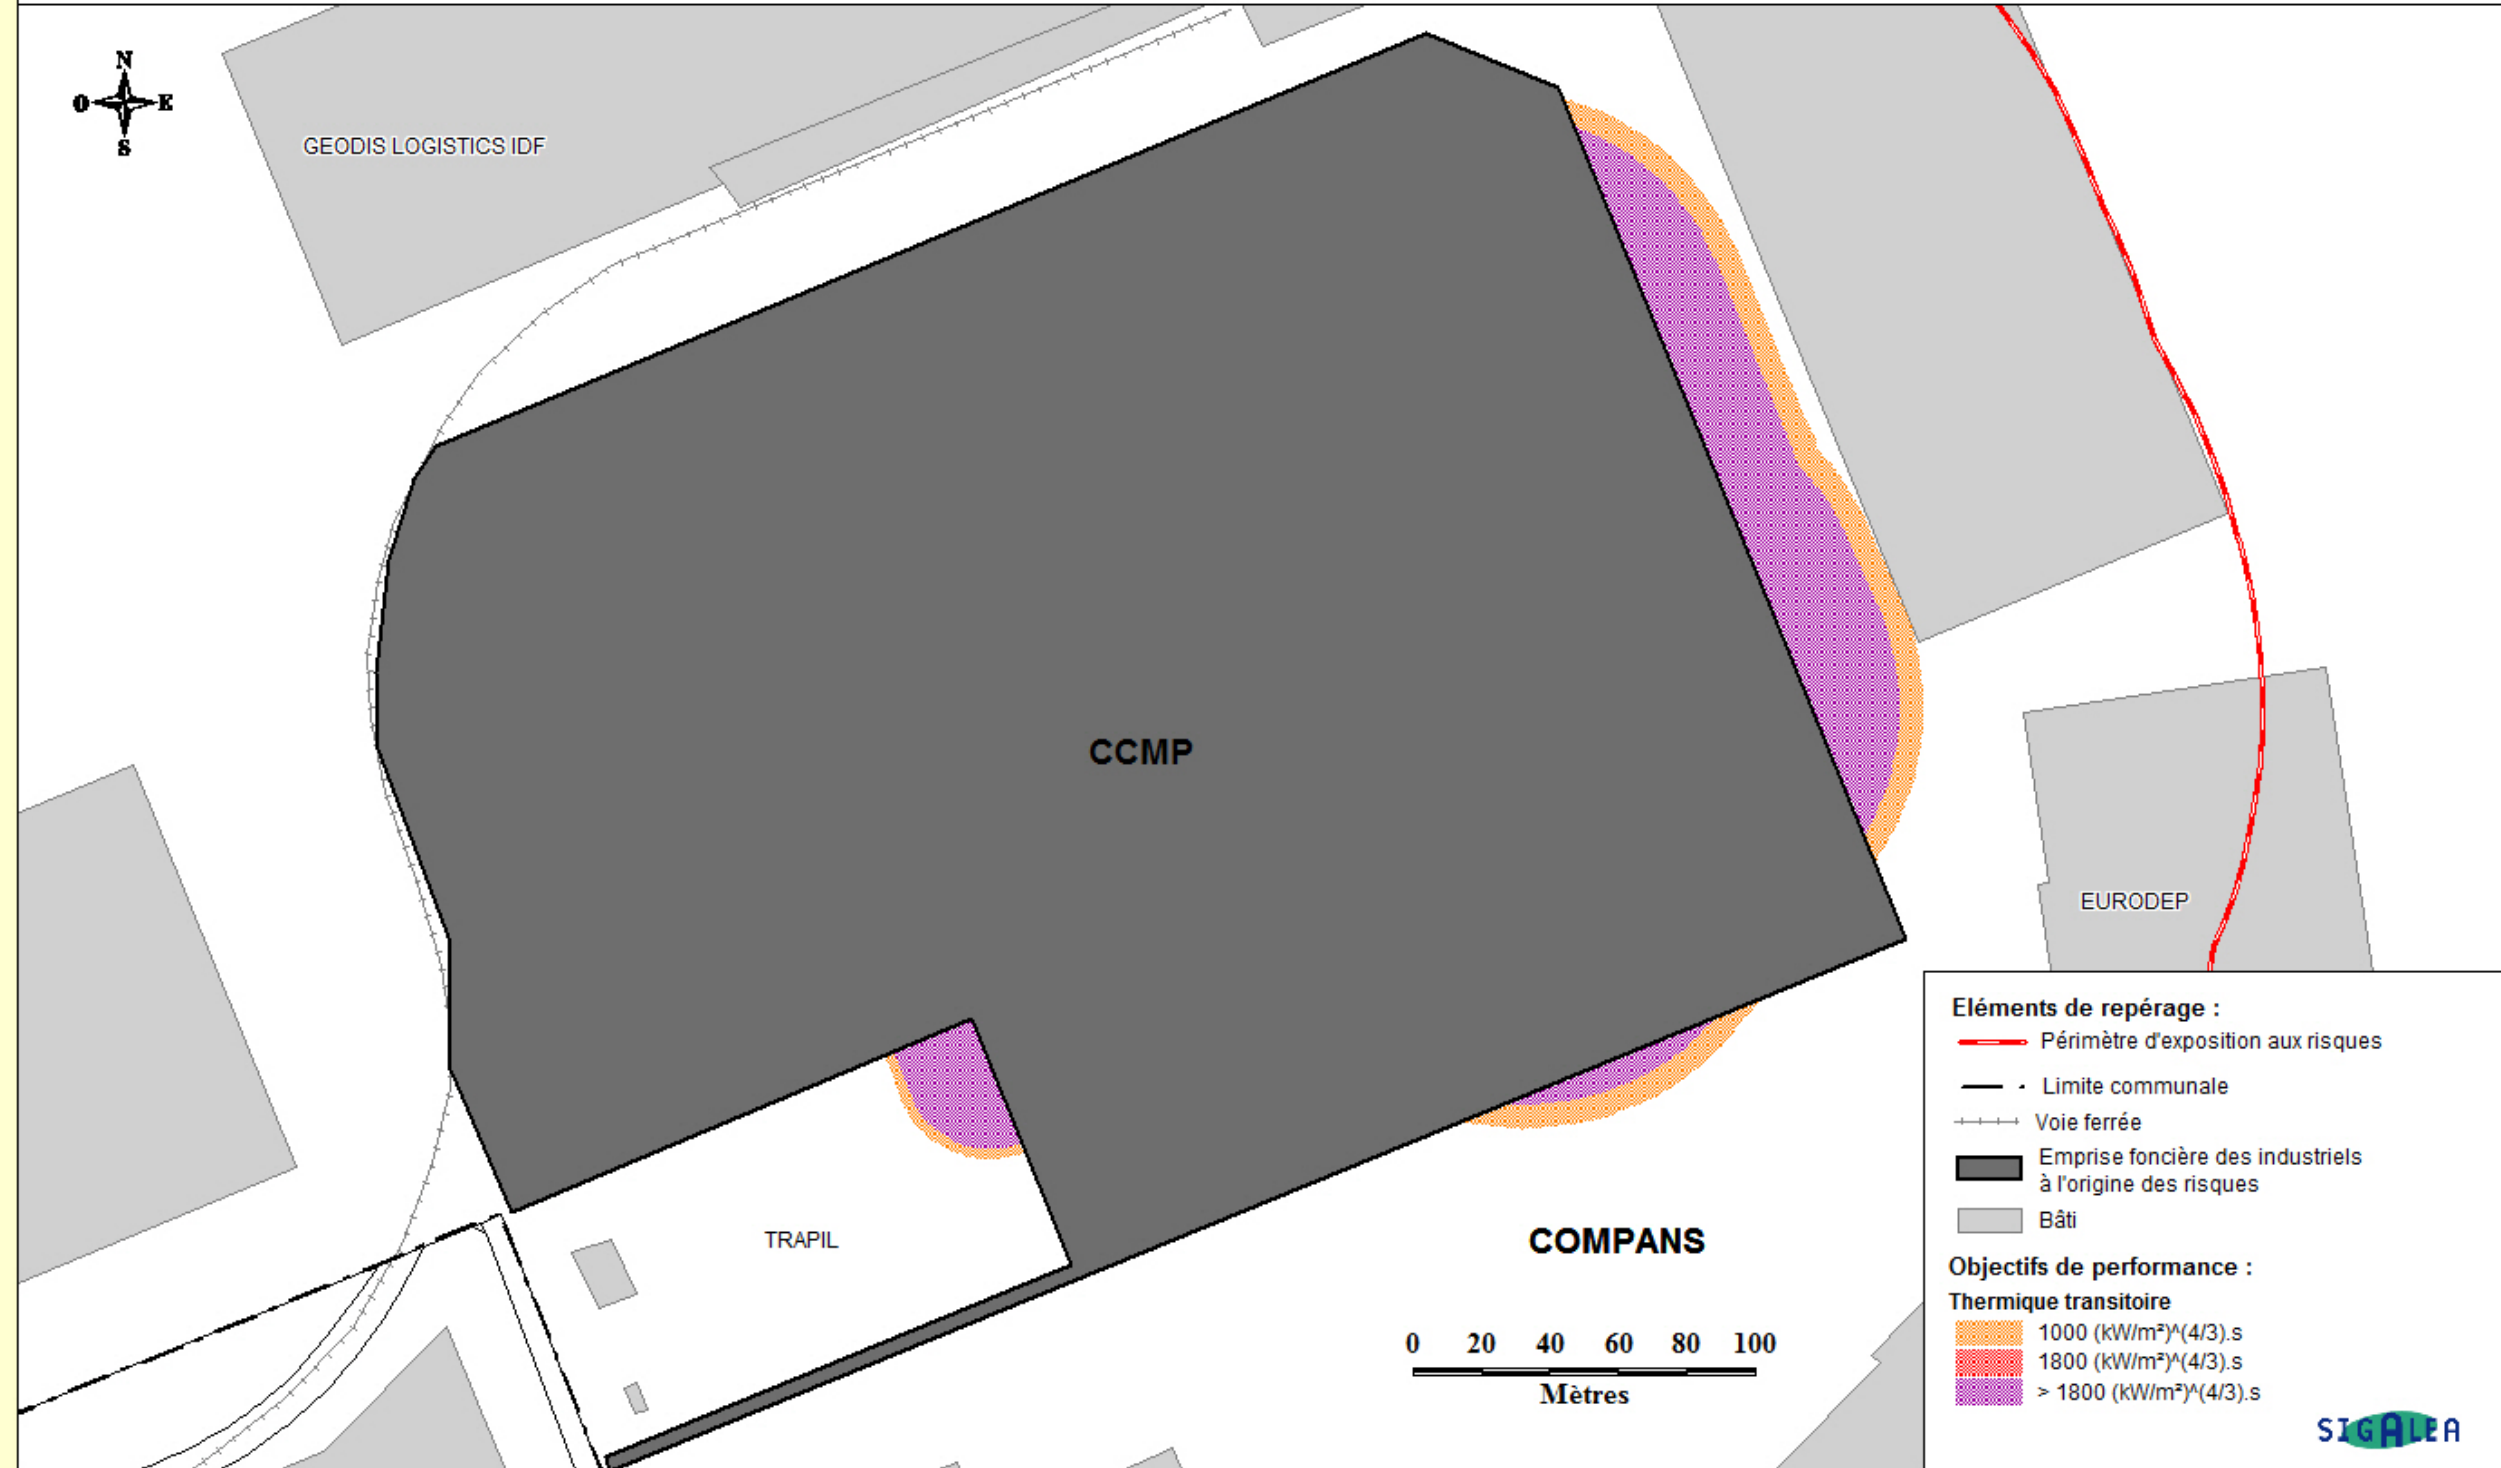 N
O E
S
GEODIS LOGISTICS IDF
CCMP
EURODEP
TRAPIL
COMPANS
0 20 40 60 80 100
Mètres
Eléments de repérage :
Périmètre d'exposition aux risques
Limite communale
Voie ferrée
Emprise foncière des industriels
à l'origine des risques
Bâti
Objectifs de performance :
Thermique transitoire
1000 (kW/m²)^(4/3).s
1800 (kW/m²)^(4/3).s
> 1800 (kW/m²)^(4/3).s
SIGALEA